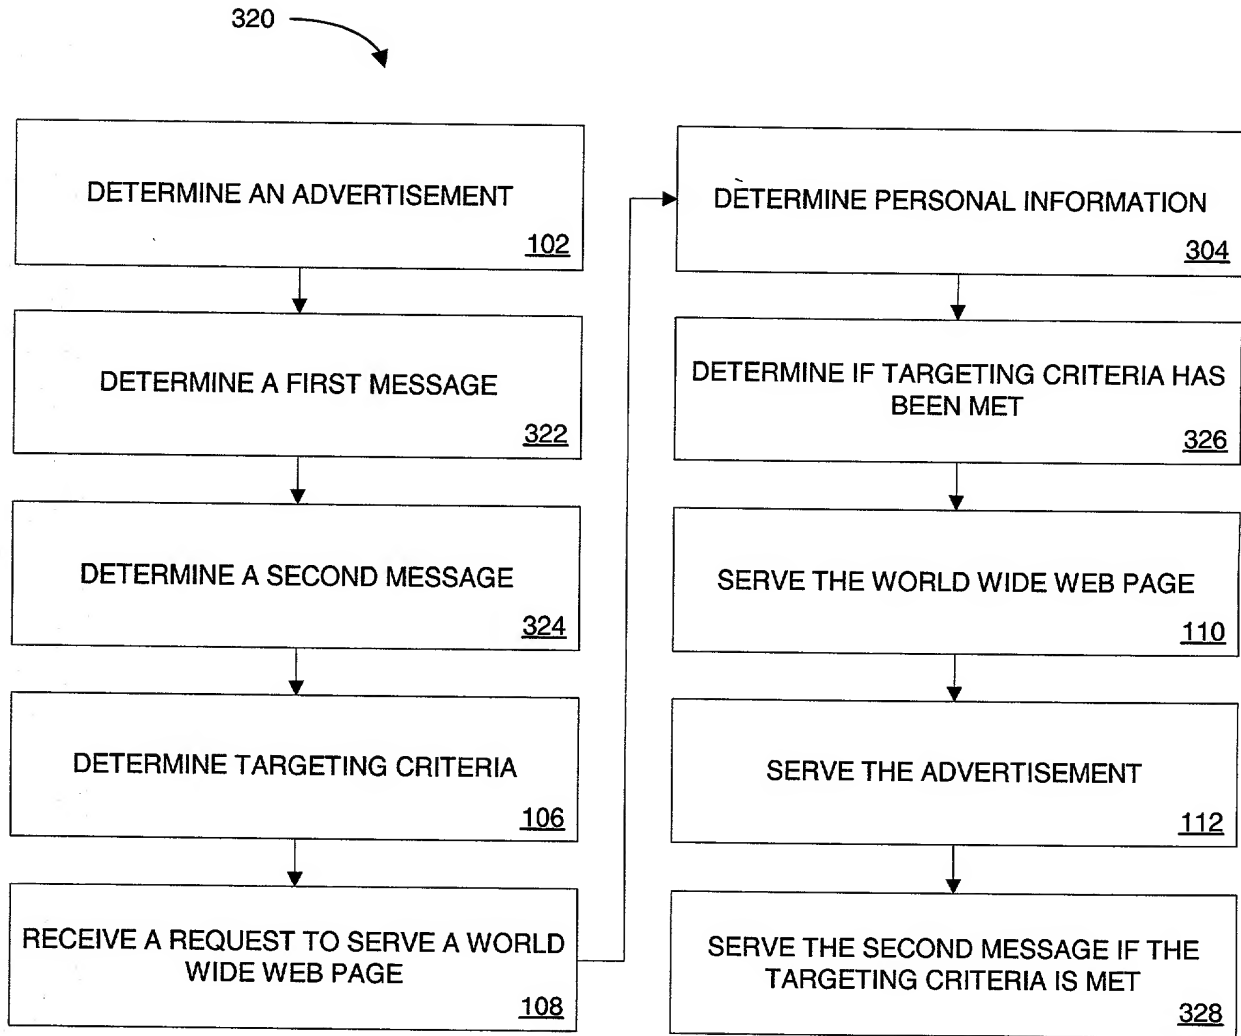 320
DETERMINE AN ADVERTISEMENT
102
DETERMINE A FIRST MESSAGE
322
DETERMINE A SECOND MESSAGE
324
DETERMINE TARGETING CRITERIA
106
RECEIVE A REQUEST TO SERVE A WORLD
WIDE WEB PAGE
108
DETERMINE PERSONAL INFORMATION
304
DETERMINE IF TARGETING CRITERIA HAS
BEEN MET
326
SERVE THE WORLD WIDE WEB PAGE
110
SERVE THE ADVERTISEMENT
112
SERVE THE SECOND MESSAGE IF THE
TARGETING CRITERIA IS MET
328